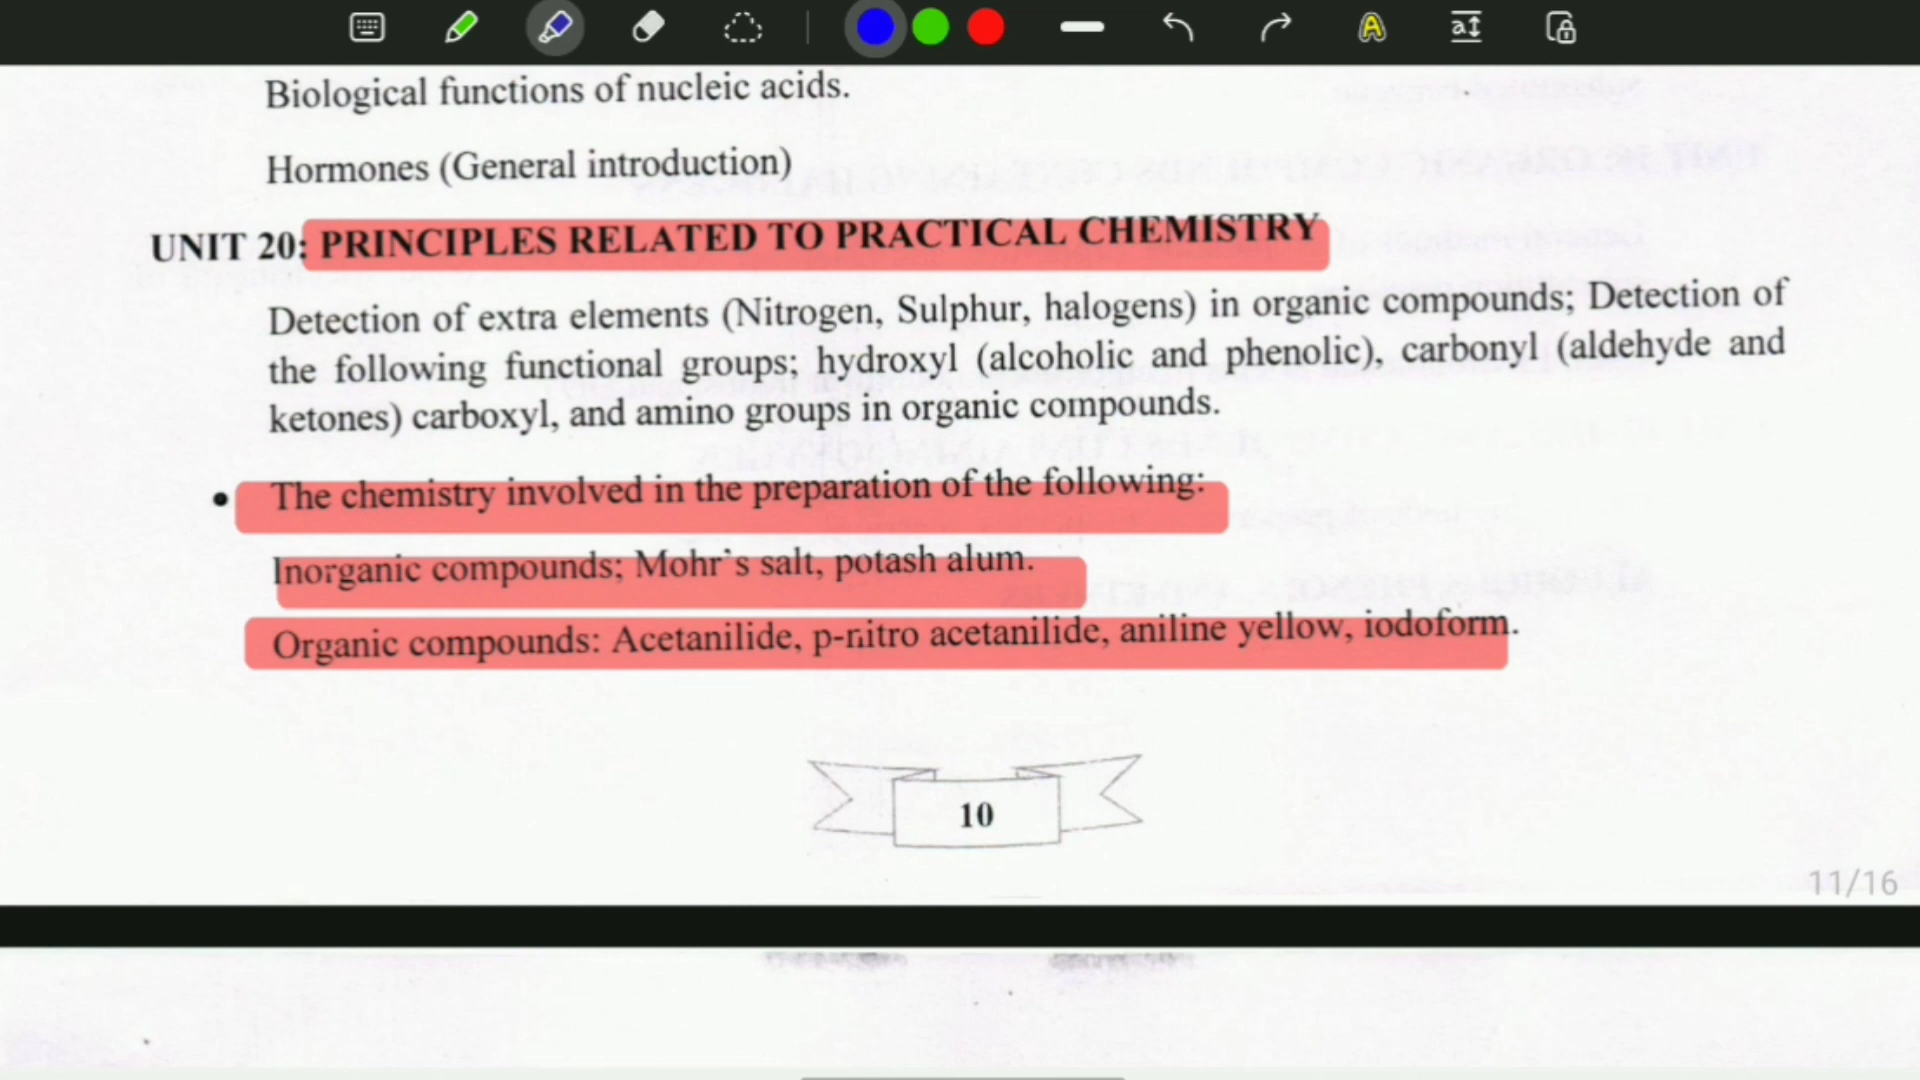 Biological functions of nucleic acids.
Hormones (General introduction)
UNIT 20: PRINCIPLES RELATED TO PRACTICAL CHEMISTRY
Detection of extra elements (Nitrogen, Sulphur, halogens) in organic compounds; Detection of
the following functional groups; hydroxyl (alcoholic and phenolic), carbonyl (aldehyde and
ketones) carboxyl, and amino groups in organic compounds.
• The chemistry involved in the preparation of the following:
Inorganic compounds; Mohr's salt, potash alum.
Organic compounds: Acetanilide, p-nitro acetanilide, aniline yellow, iodoform.
10
11/16